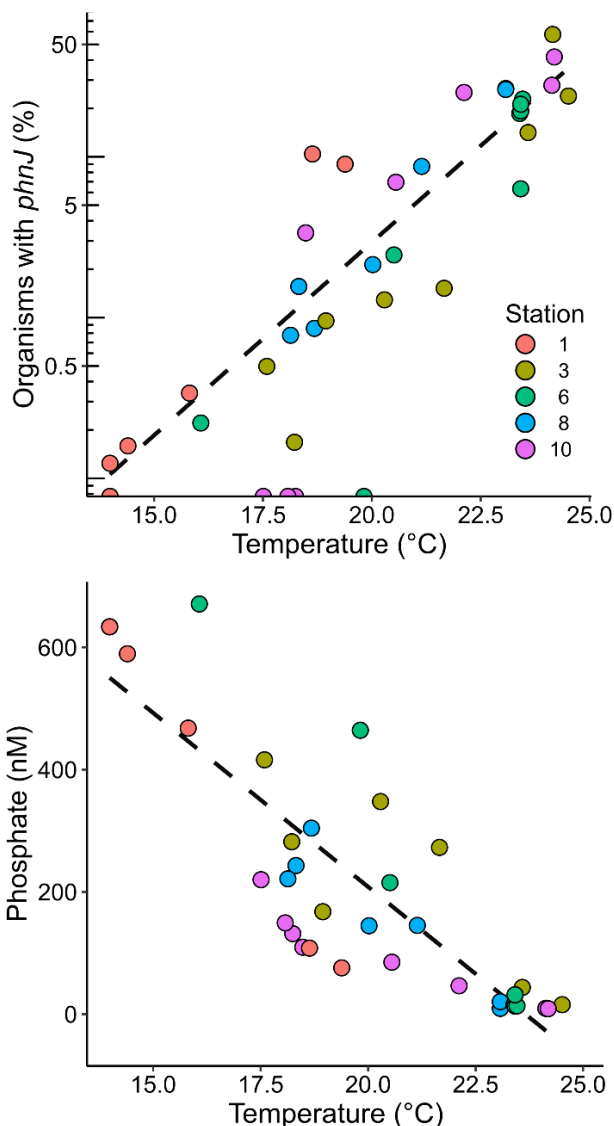 Organisms with phnJ (%)
50
5
0.5
Station
1
3
6
8
10
15.0 17.5 20.0 22.5 25.0
Temperature (°C)
Phosphate (nM)
600
400
200
0
15.0 17.5 20.0 22.5 25.0
Temperature (°C)